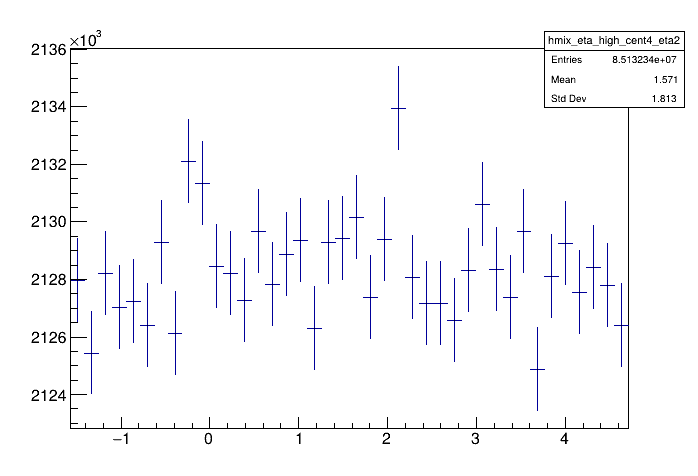 hmix_eta_high_cent4_eta2
Entries 8.513234e+07
Mean 1.571
Std Dev 1.813
×10³
2136
2134
2132
2130
2128
2126
2124
−1 0 1 2 3 4